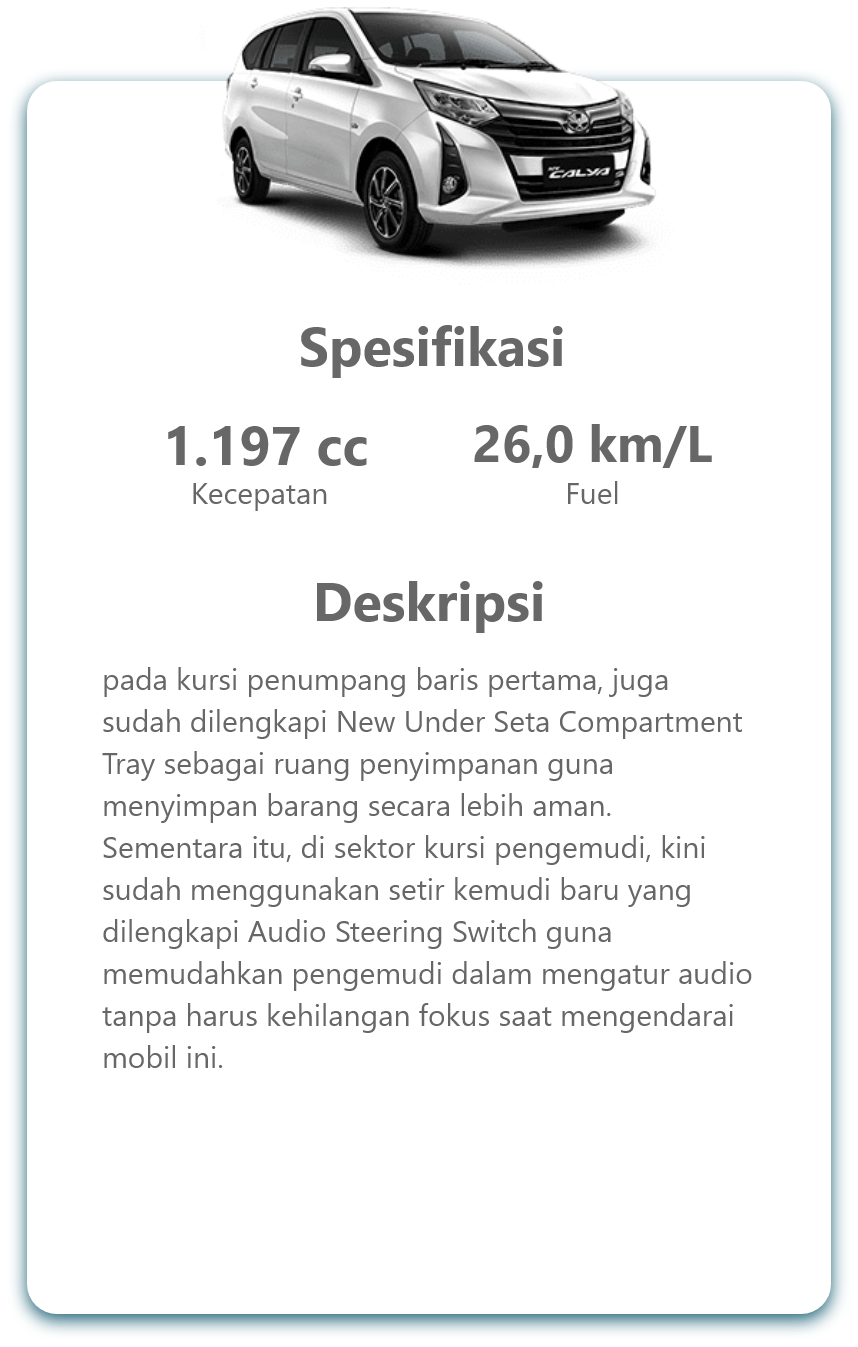 NEW CALYA
Spesifikasi
1.197 cc
26,0 km/L
Kecepatan
Fuel
Deskripsi
pada kursi penumpang baris pertama, juga
sudah dilengkapi New Under Seta Compartment
Tray sebagai ruang penyimpanan guna
menyimpan barang secara lebih aman.
Sementara itu, di sektor kursi pengemudi, kini
sudah menggunakan setir kemudi baru yang
dilengkapi Audio Steering Switch guna
memudahkan pengemudi dalam mengatur audio
tanpa harus kehilangan fokus saat mengendarai
mobil ini.